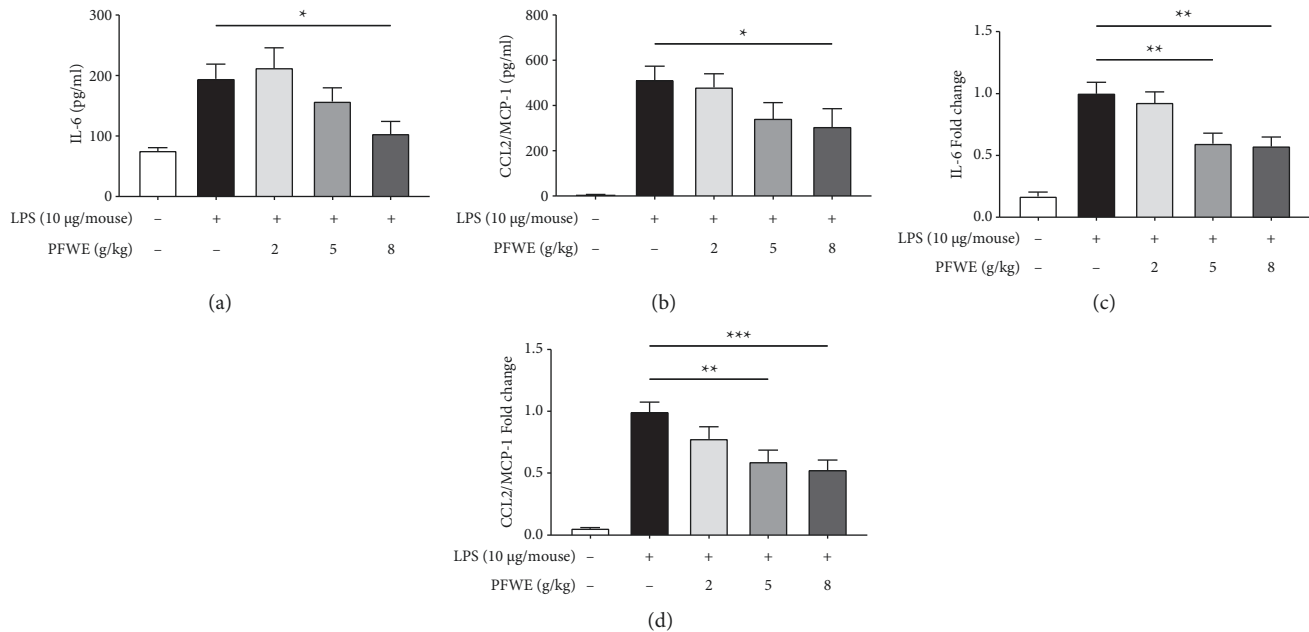 *
300
200
100
0
IL-6 (pg/ml)
LPS (10 μg/mouse) – + + + +
PFWE (g/kg) – – 2 5 8
(a)
*
800
600
400
200
0
CCL2/MCP-1 (pg/ml)
LPS (10 μg/mouse) – + + + +
PFWE (g/kg) – – 2 5 8
(b)
**
**
1.5
1.0
0.5
0.0
IL-6 Fold change
LPS (10 μg/mouse) – + + + +
PFWE (g/kg) – – 2 5 8
(c)
***
**
1.5
1.0
0.5
0.0
CCL2/MCP-1 Fold change
LPS (10 μg/mouse) – + + + +
PFWE (g/kg) – – 2 5 8
(d)